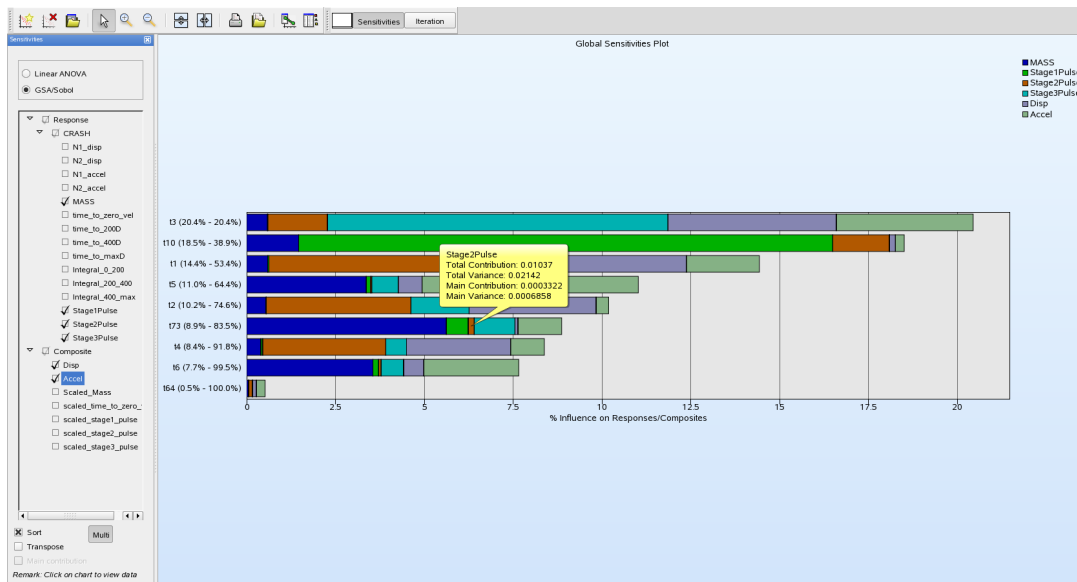 Sensitivities
Iteration
Sensitivities
Linear ANOVA
GSA/Sobol
Response
CRASH
N1_disp
N2_disp
N1_accel
N2_accel
MASS
time_to_zero_vel
time_to_200D
time_to_400D
time_to_maxD
Integral_0_200
Integral_200_400
Integral_400_max
Stage1Pulse
Stage2Pulse
Stage3Pulse
Composite
Disp
Accel
Scaled_Mass
scaled_time_to_zero_
scaled_stage1_pulse
scaled_stage2_pulse
scaled_stage3_pulse
Sort
Multi
Transpose
Main contribution
Remark: Click on chart to view data
Global Sensitivities Plot
MASS
Stage1Pulse
Stage2Pulse
Stage3Pulse
Disp
Accel
t3 (20.4% - 20.4%)
t10 (18.5% - 38.9%)
t1 (14.4% - 53.4%)
t5 (11.0% - 64.4%)
t2 (10.2% - 74.6%)
t73 (8.9% - 83.5%)
t4 (8.4% - 91.8%)
t6 (7.7% - 99.5%)
t64 (0.5% - 100.0%)
Stage2Pulse
Total Contribution: 0.01037
Total Variance: 0.02142
Main Contribution: 0.0003322
Main Variance: 0.0006858
0 2.5 5 7.5 10 12.5 15 17.5 20
% Influence on Responses/Composites